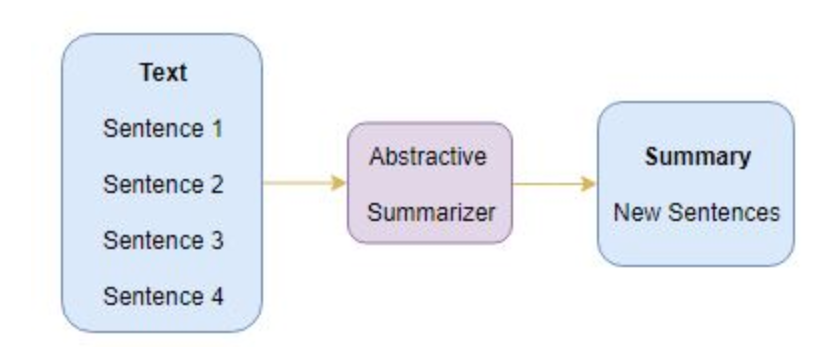 Text
Sentence 1
Sentence 2
Sentence 3
Sentence 4
Abstractive
Summarizer
Summary
New Sentences